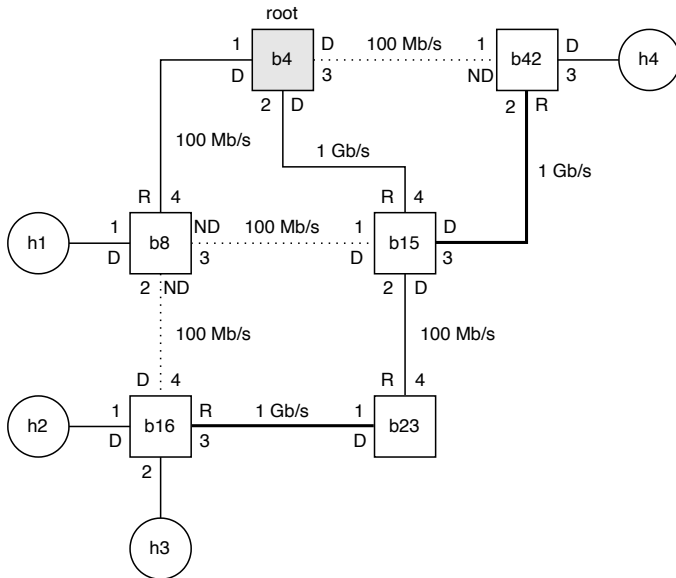 root
1 D 100 Mb/s 1
b4 b42 D h4
D 3 ND 3
2 D 2 R
100 Mb/s
1 Gb/s 1 Gb/s
R 4 R 4
1 ND 100 Mb/s 1 D
h1 b8 b15
D 3 D 3
2 ND 2 D
100 Mb/s 100 Mb/s
D 4 R 4
1 R 1 Gb/s 1
h2 b16 b23
D 3 D
2
h3